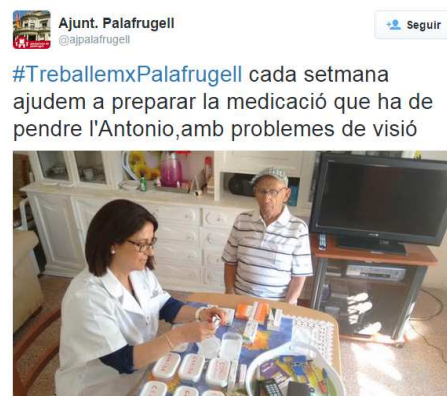 Ajunt. Palafrugell
@ajpalafrugell
Seguir
#TreballemxPalafrugell cada setmana
ajudem a preparar la medicació que ha de
pendre l'Antonio,amb problemes de visió